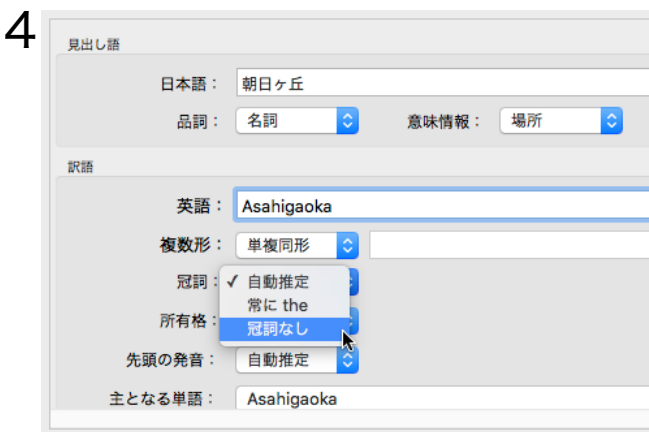 4
見出し語
日本語： 朝日ヶ丘
品詞： 名詞 意味情報： 場所
訳語
英語： Asahigaoka
複数形： 単複同形
冠詞： ✓ 自動推定
常に the
所有格： 冠詞なし
先頭の発音： 自動推定
主となる単語： Asahigaoka